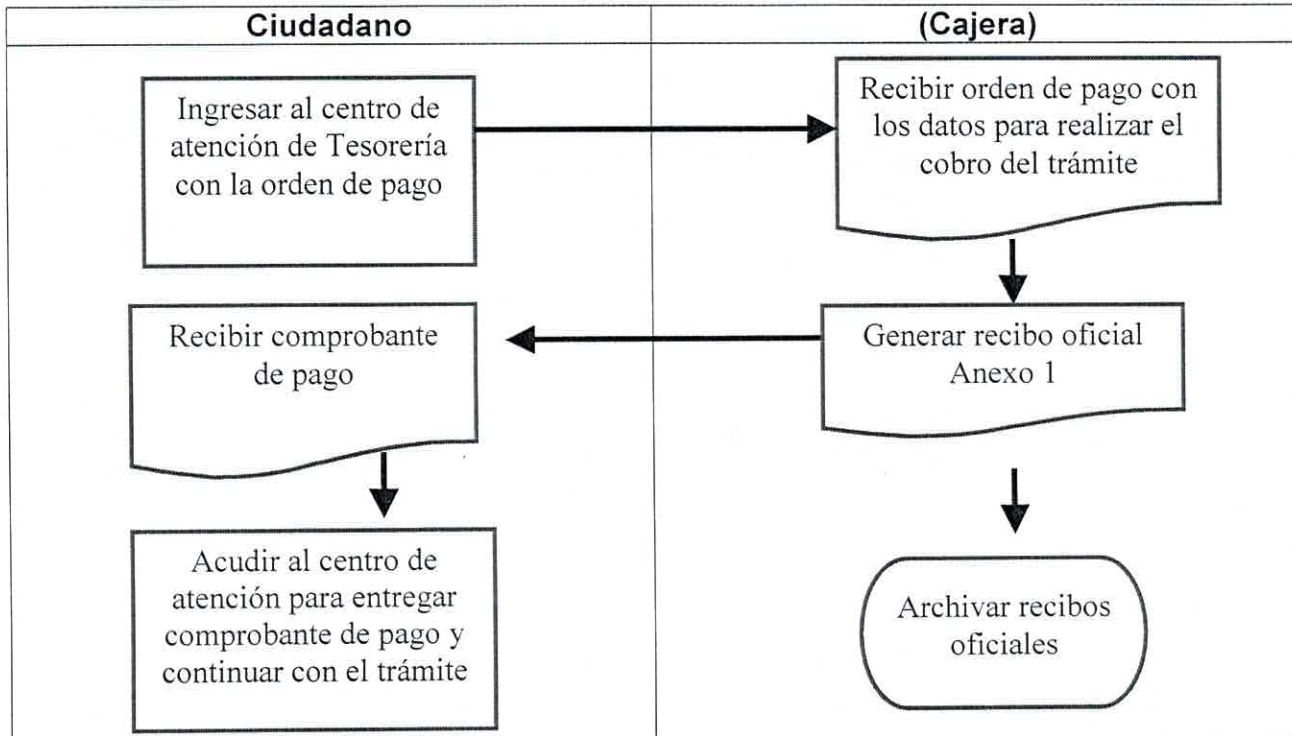 Ciudadano
(Cajera)
Ingresar al centro de
atención de Tesorería
con la orden de pago
Recibir orden de pago con
los datos para realizar el
cobro del trámite
Recibir comprobante
de pago
Generar recibo oficial
Anexo 1
Acudir al centro de
atención para entregar
comprobante de pago y
continuar con el trámite
Archivar recibos
oficiales